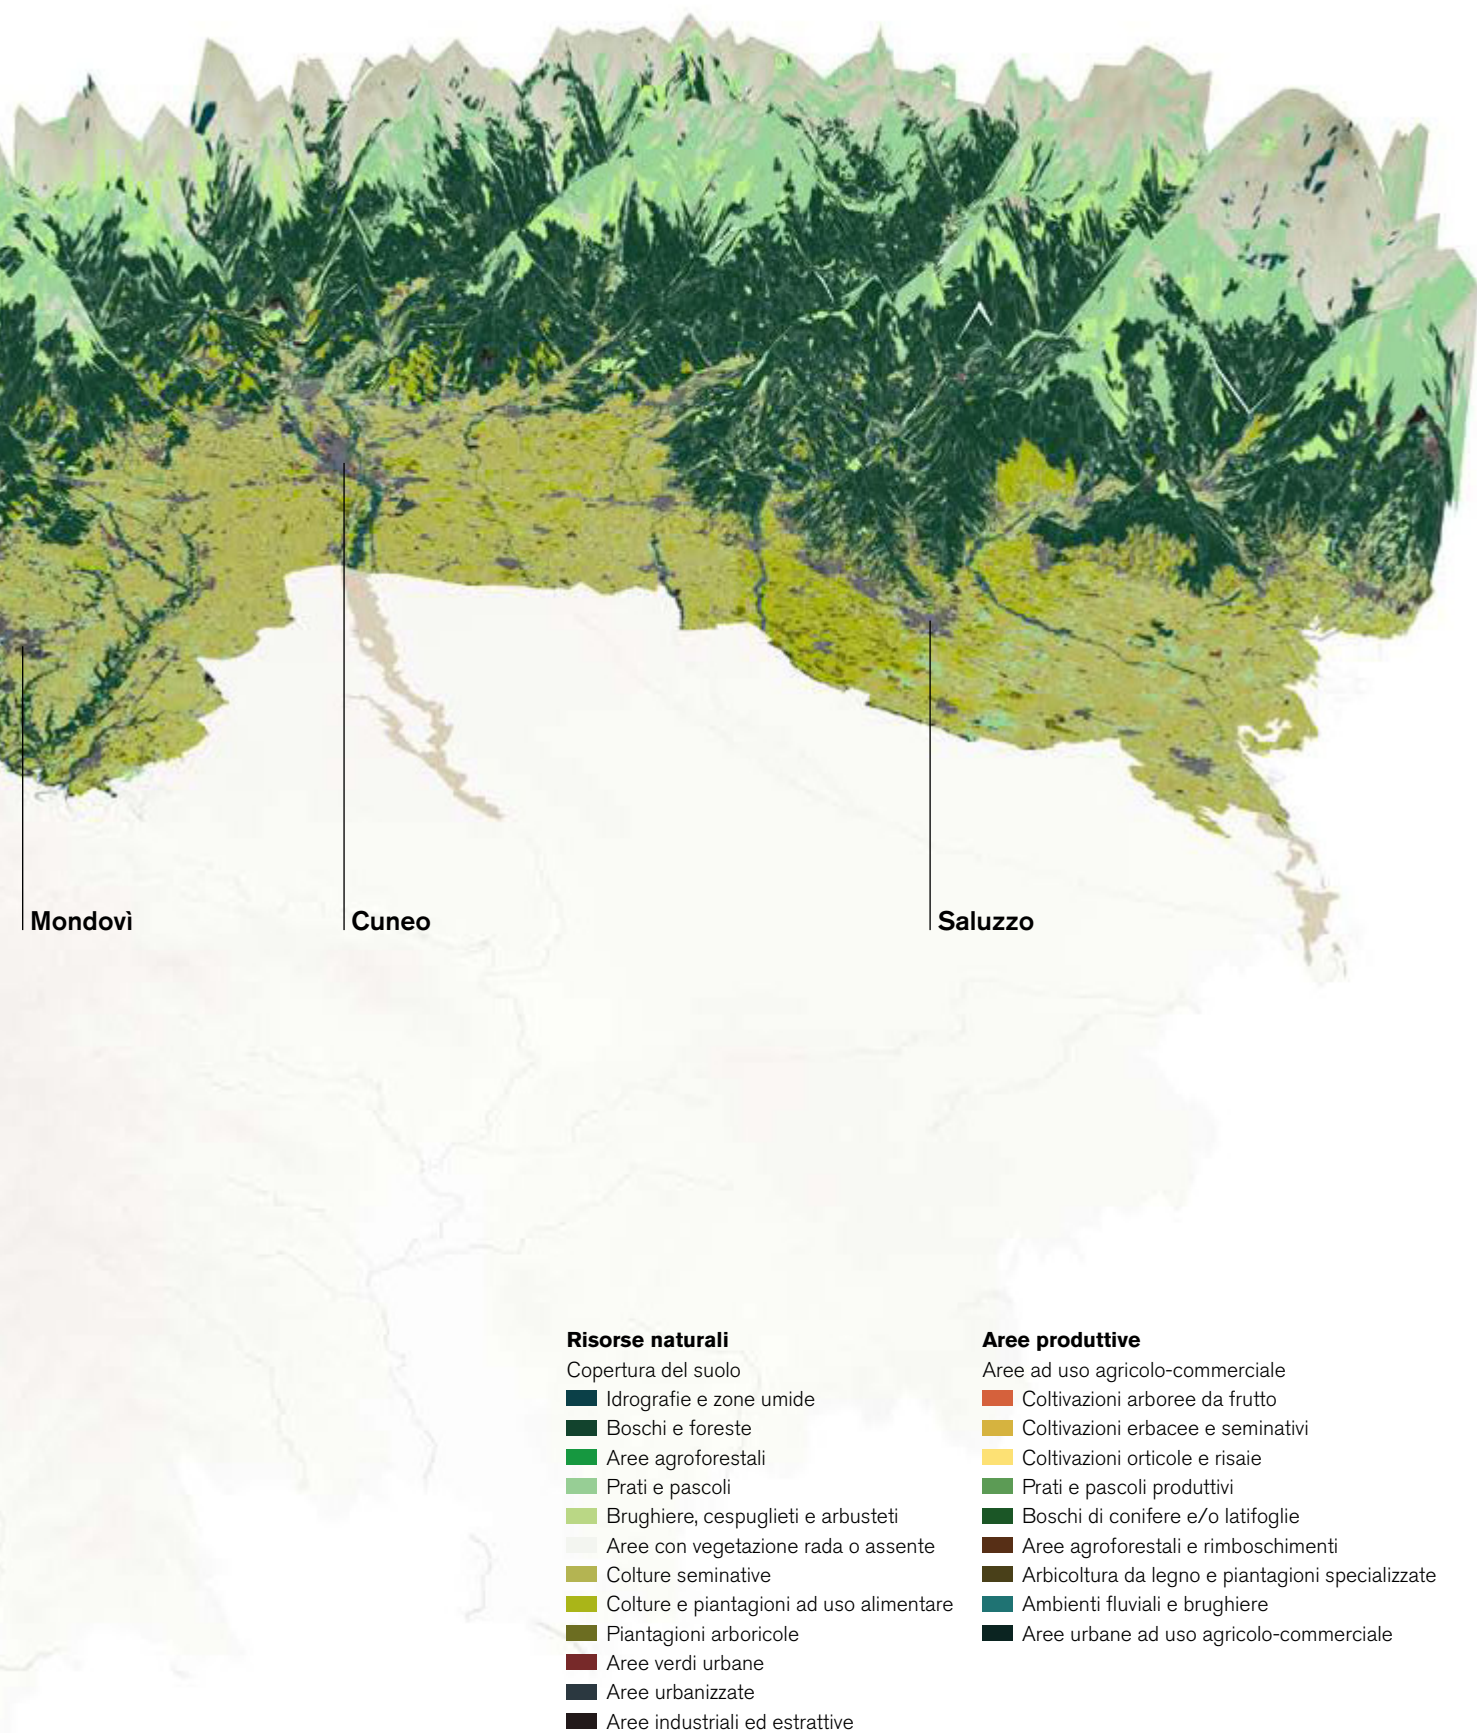 Mondovì
Cuneo
Saluzzo
Risorse naturali
Copertura del suolo
Idrografie e zone umide
Boschi e foreste
Aree agroforestali
Prati e pascoli
Brughiere, cespuglieti e arbusteti
Aree con vegetazione rada o assente
Colture seminative
Colture e piantagioni ad uso alimentare
Piantagioni arboricole
Aree verdi urbane
Aree urbanizzate
Aree industriali ed estrattive
Aree produttive
Aree ad uso agricolo-commerciale
Coltivazioni arboree da frutto
Coltivazioni erbacee e seminativi
Coltivazioni orticole e risaie
Prati e pascoli produttivi
Boschi di conifere e/o latifoglie
Aree agroforestali e rimboschimenti
Arbicoltura da legno e piantagioni specializzate
Ambienti fluviali e brughiere
Aree urbane ad uso agricolo-commerciale